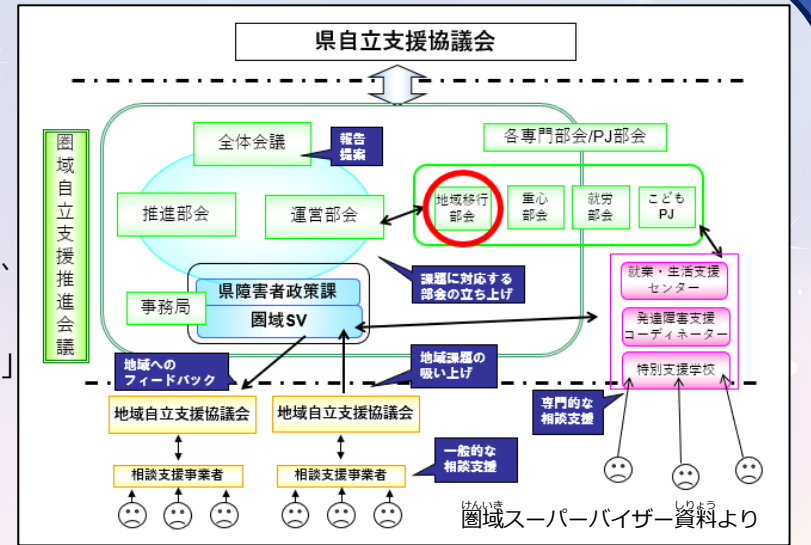 県自立支援協議会
圏域自立支援推進会議
全体会議
報告
提案
各専門部会/PJ部会
推進部会
運営部会
地域移行
部会
重心
部会
就労
部会
こども
PJ
課題に対応する
部会の立ち上げ
事務局
県障害者政策課
圏域SV
就業・生活支援
センター
発達障害支援
コーディネーター
特別支援学校
地域への
フィードバック
地域課題の
吸い上げ
専門的な
相談支援
地域自立支援協議会
地域自立支援協議会
一般的な
相談支援
相談支援事業者
相談支援事業者
けんいき
しりょう
圏域スーパーバイザー資料より
、
」